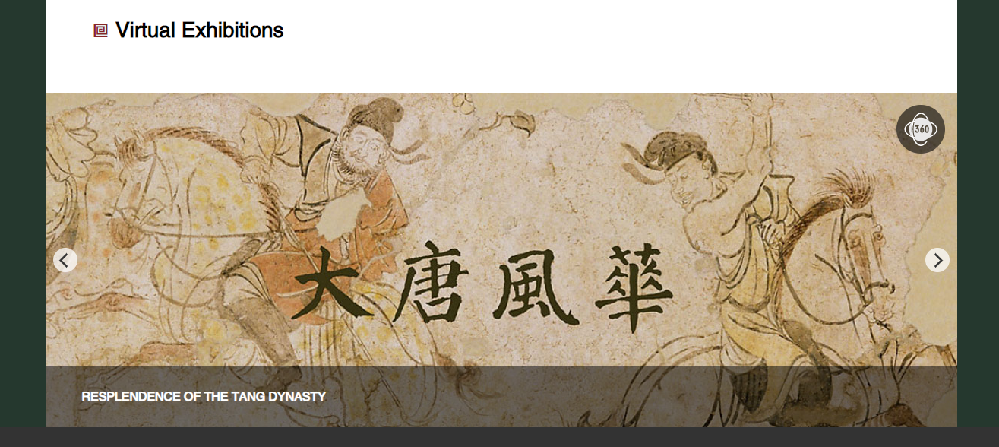 Virtual Exhibitions
360
大唐風華
RESPLENDENCE OF THE TANG DYNASTY